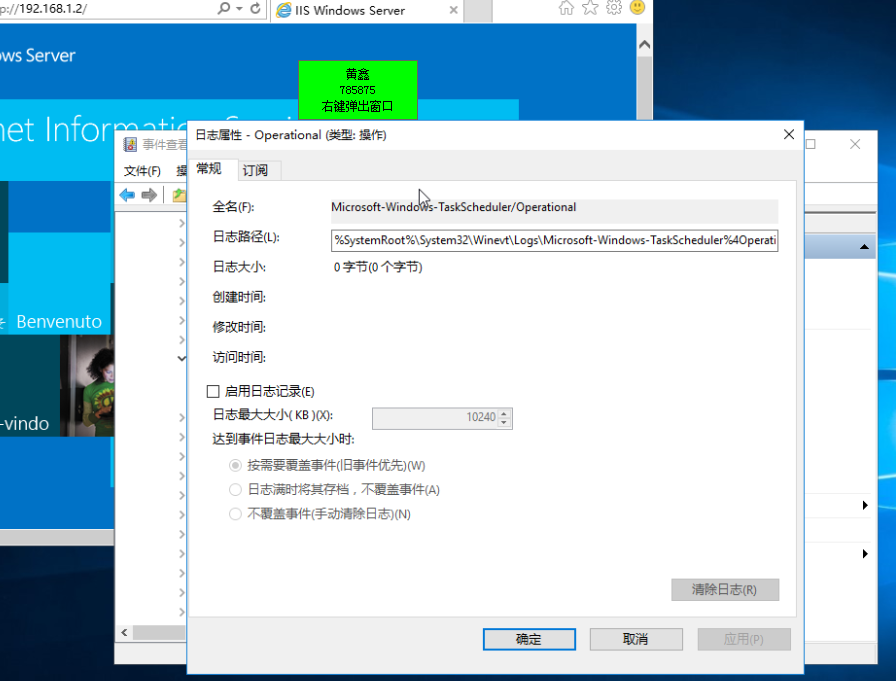 p://192.168.1.2/
IIS Windows Server
ows Server
黄鑫
785875
右键弹出窗口
net Information
事件查看
日志属性 - Operational (类型: 操作)
文件(F)
常规
订阅
全名(F):
Microsoft-Windows-TaskScheduler/Operational
日志路径(L):
%SystemRoot%\System32\Winevt\Logs\Microsoft-Windows-TaskScheduler%4Operati
日志大小:
0 字节(0 个字节)
创建时间:
Benvenuto
修改时间:
访问时间:
启用日志记录(E)
日志最大大小( KB )(X):
10240
-vindo
达到事件日志最大大小时:
按需要覆盖事件(旧事件优先)(W)
日志满时将其存档，不覆盖事件(A)
不覆盖事件(手动清除日志)(N)
清除日志(R)
确定
取消
应用(P)